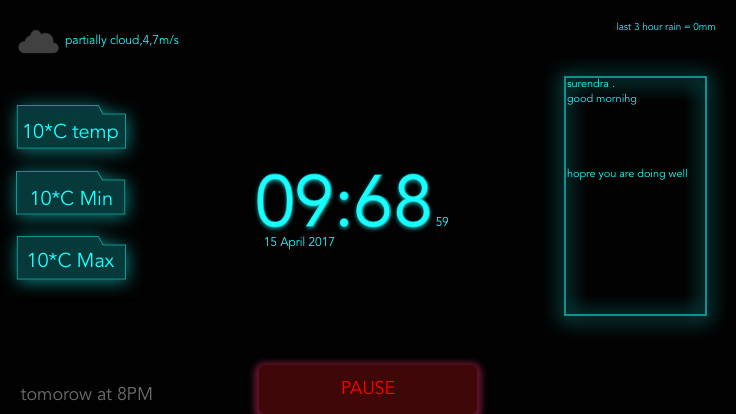 partially cloud,4,7m/s
last 3 hour rain = 0mm
surendra .
good mornihg
hopre you are doing well
10*C temp
10*C Min
10*C Max
09:68 59
15 April 2017
tomorow at 8PM
PAUSE